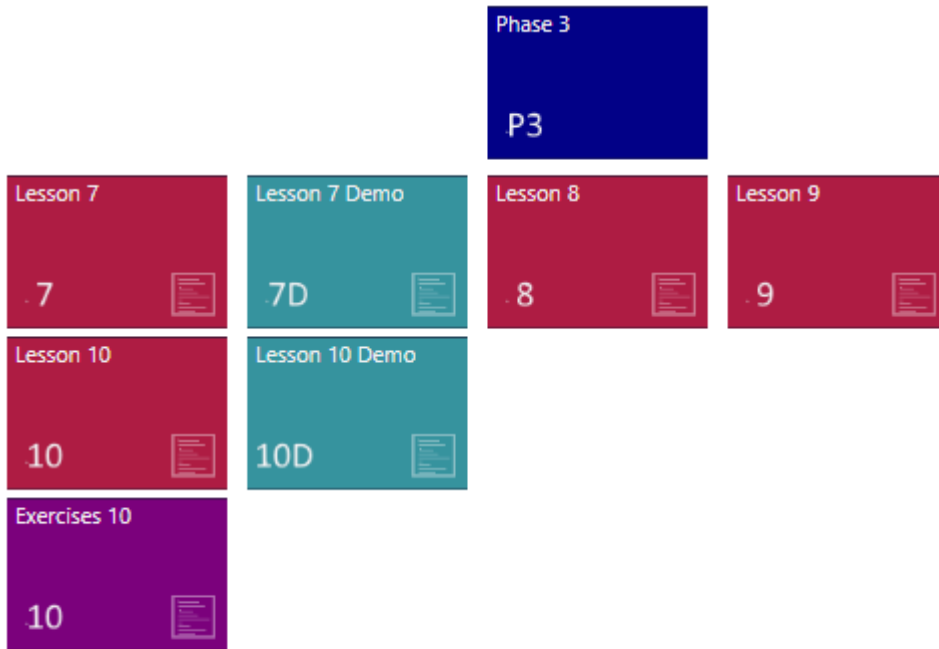 Phase 3
P3
Lesson 7
7
Lesson 7 Demo
7D
Lesson 8
8
Lesson 9
9
Lesson 10
10
Lesson 10 Demo
10D
Exercises 10
10